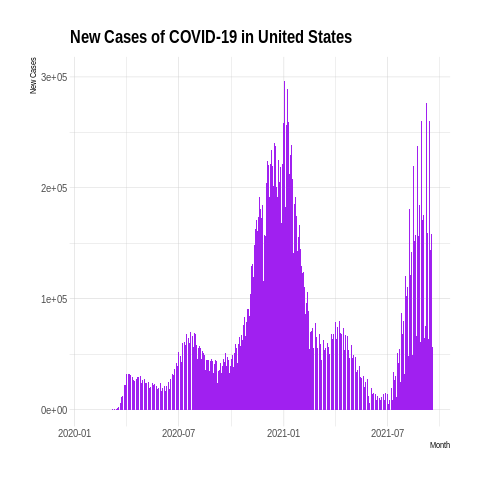 New Cases of COVID-19 in United States
New Cases
3e+05
2e+05
1e+05
0e+00
2020-01
2020-07
2021-01
2021-07
Month